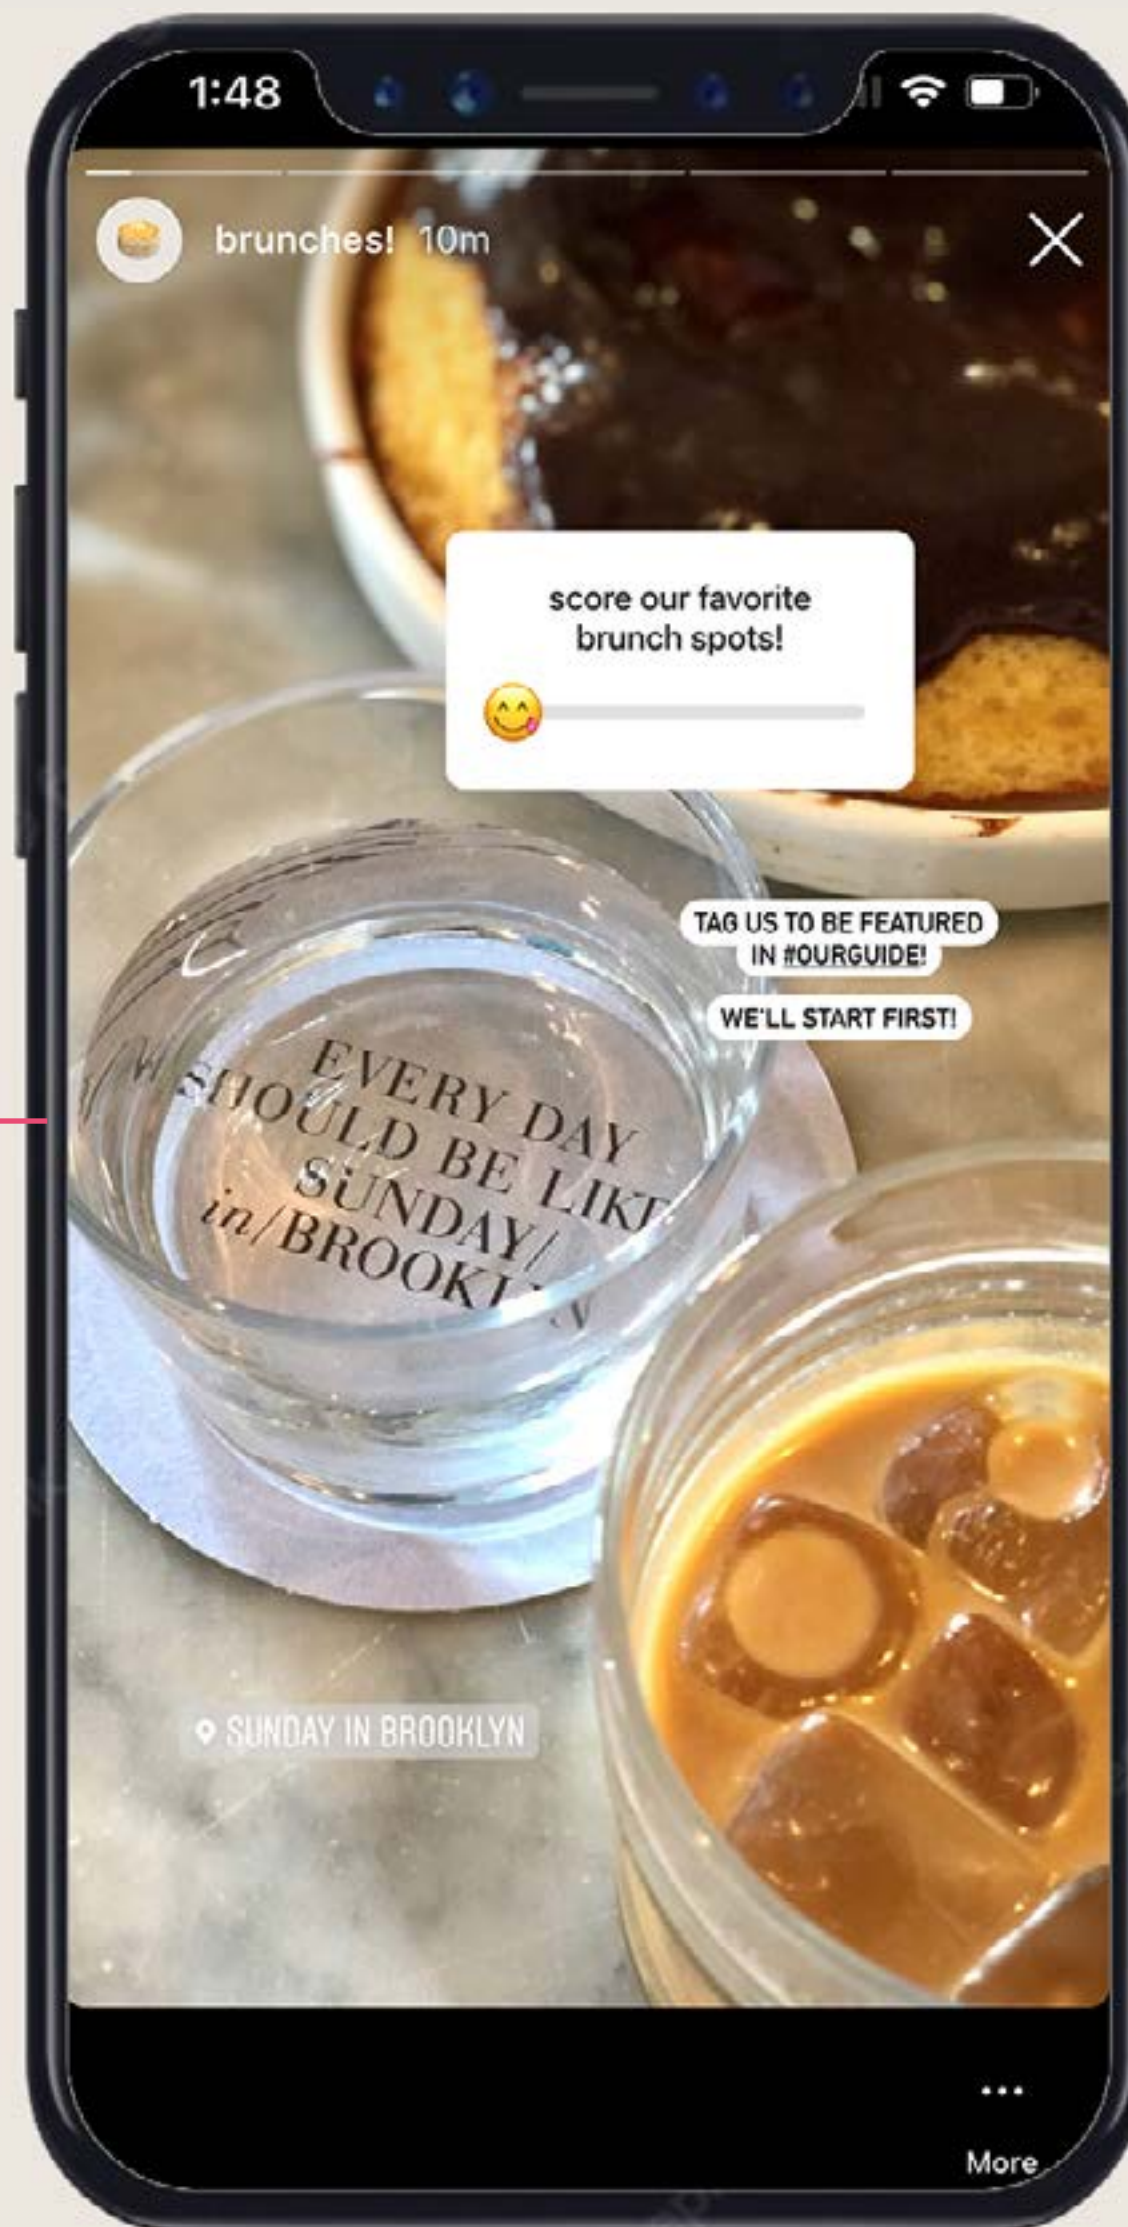 1:48
brunches! 10m
score our favorite
brunch spots!
TAG US TO BE FEATURED
IN #OURGUIDE!
WE'LL START FIRST!
EVERY DAY
SHOULD BE LIKE
SUNDAY/
in/BROOKLYN
SUNDAY IN BROOKLYN
More